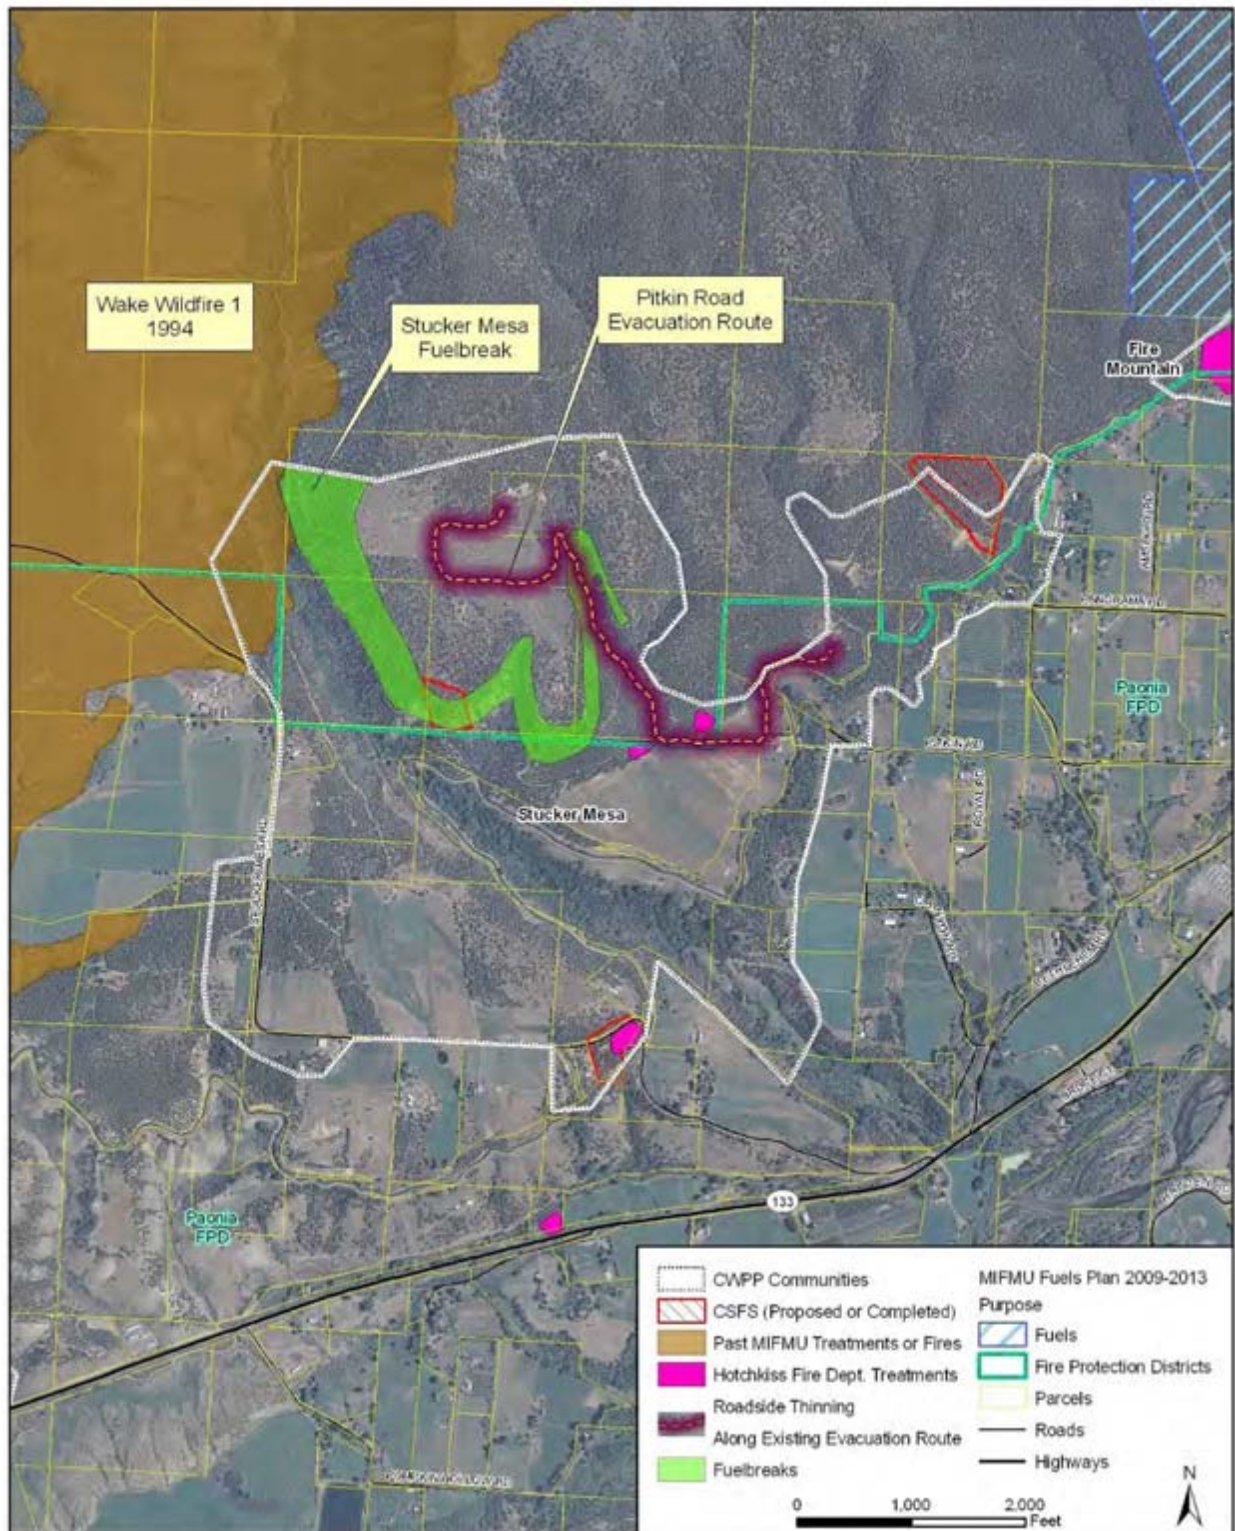 Wake Wildfire 1
1994
Stucker Mesa
Fuelbreak
Pitkin Road
Evacuation Route
Fire
Mountain
Paonia
FPD
Stucker Mesa
133
Paonia
FPD
CWPP Communities
CSFS (Proposed or Completed)
Past MIFMU Treatments or Fires
Hotchkiss Fire Dept. Treatments
Roadside Thinning
Along Existing Evacuation Route
Fuelbreaks
MIFMU Fuels Plan 2009-2013
Purpose
Fuels
Fire Protection Districts
Parcels
Roads
Highways
N
0 1,000 2,000
Feet